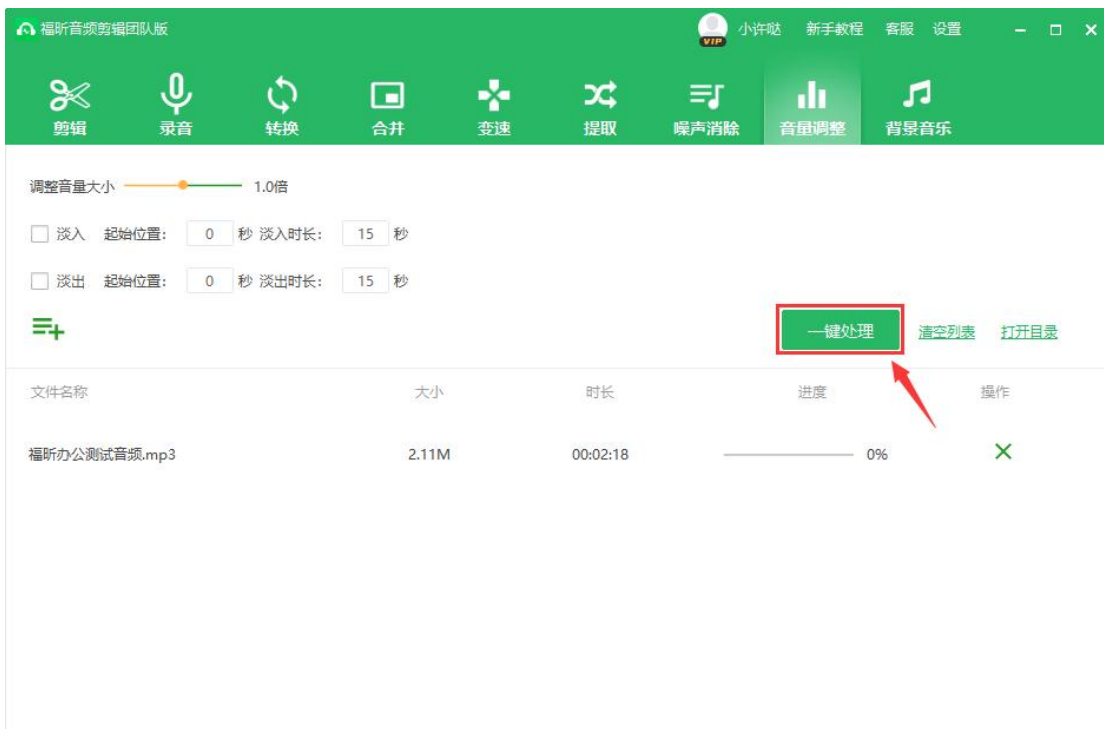 福昕音频剪辑团队版 VIP 小许哒 新手教程 客服 设置
剪辑 录音 转换 合并 变速 提取 噪声消除 音量调整 背景音乐
调整音量大小 1.0倍
淡入 起始位置: 0 秒 淡入时长: 15 秒
淡出 起始位置: 0 秒 淡出时长: 15 秒
一键处理 清空列表 打开目录
文件名称 大小 时长 进度 操作
福昕办公测试音频.mp3 2.11M 00:02:18 0%